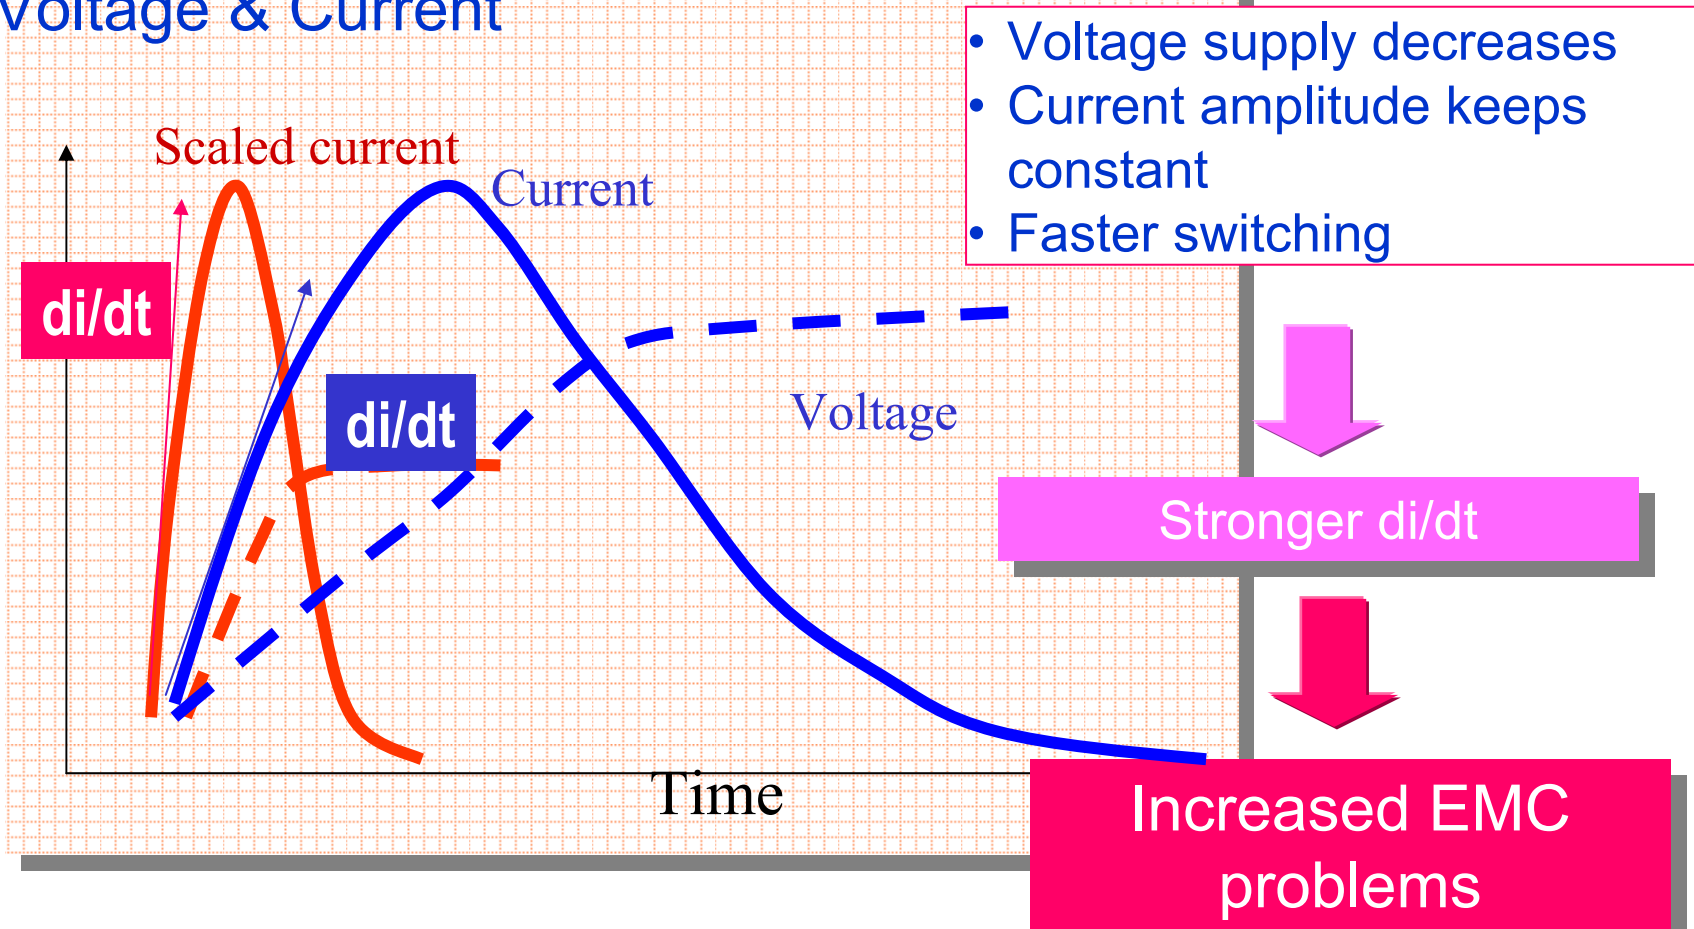 Voltage & Current
• Voltage supply decreases
• Current amplitude keeps
constant
• Faster switching
Scaled current
Current
di/dt
di/dt
Voltage
Stronger di/dt
Time
Increased EMC
problems